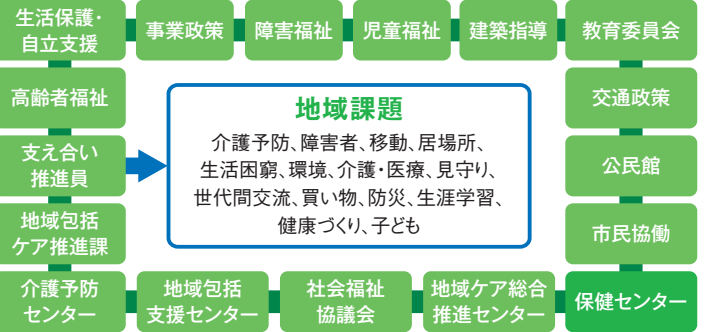 生活保護・
自立支援
事業政策
障害福祉
児童福祉
建築指導
教育委員会
高齢者福祉
交通政策
支え合い
推進員
公民館
地域包括
ケア推進課
市民協働
地域課題
介護予防、障害者、移動、居場所、
生活困窮、環境、介護・医療、見守り、
世代間交流、買い物、防災、生涯学習、
健康づくり、子ども
介護予防
センター
地域包括
支援センター
社会福祉
協議会
地域ケア総合
推進センター
保健センター